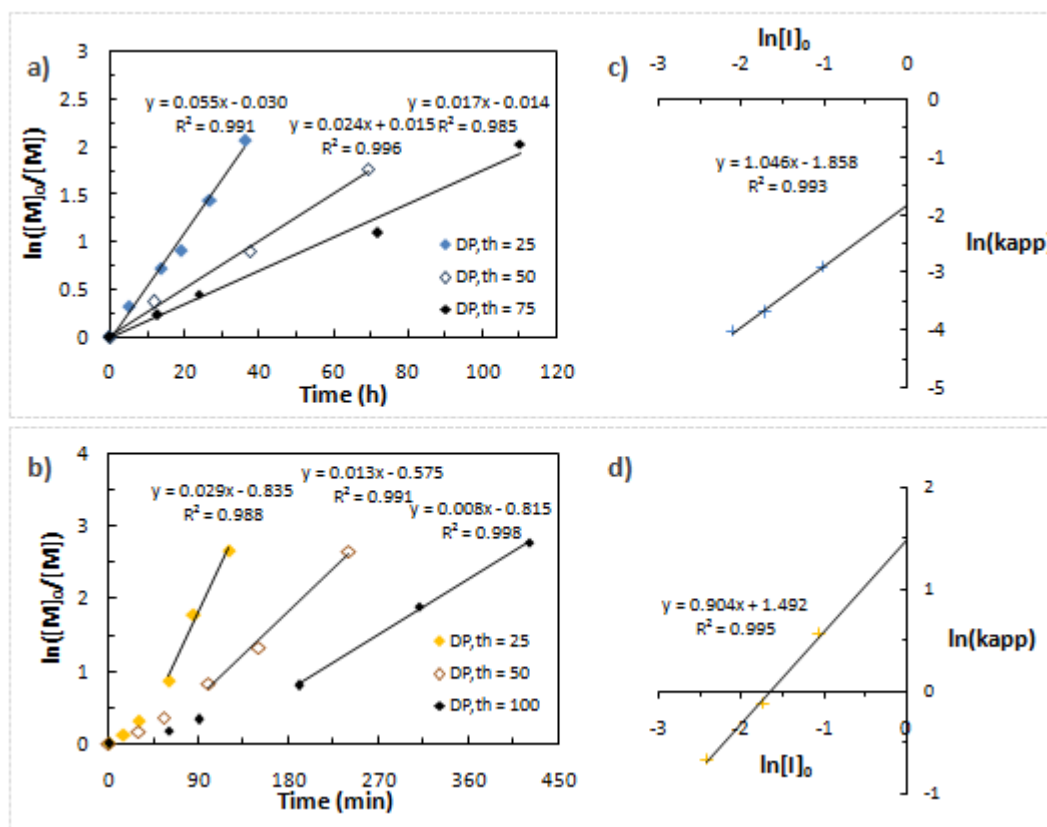 a)
3
2.5
2
1.5
1
0.5
0
ln([M]₀/[M])
y = 0.055x - 0.030
R² = 0.991
y = 0.024x + 0.015
R² = 0.996
y = 0.017x - 0.014
R² = 0.985
DP,th = 25
DP,th = 50
DP,th = 75
0 20 40 60 80 100 120
Time (h)
c)
ln[I]₀
-3 -2 -1 0
0
-1
-2
-3
-4
-5
y = 1.046x - 1.858
R² = 0.993
ln(kapp)
b)
4
3
2
1
0
ln([M]₀/[M])
y = 0.029x - 0.835
R² = 0.988
y = 0.013x - 0.575
R² = 0.991
y = 0.008x - 0.815
R² = 0.998
DP,th = 25
DP,th = 50
DP,th = 100
0 90 180 270 360 450
Time (min)
d)
2
1
0
-1
y = 0.904x + 1.492
R² = 0.995
ln(kapp)
-3 -2 -1 0
ln[I]₀